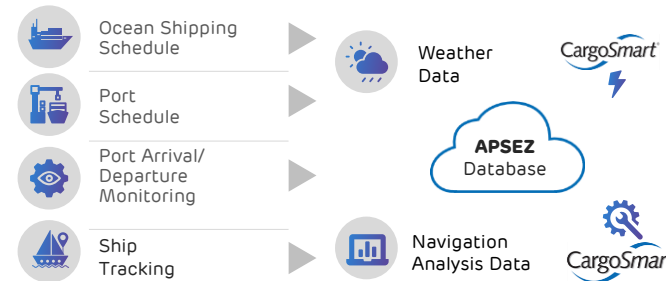 Ocean Shipping
Schedule
Port
Schedule
Port Arrival/
Departure
Monitoring
Ship
Tracking
Weather
Data
CargoSmart
APSEZ
Database
Navigation
Analysis Data
CargoSmar